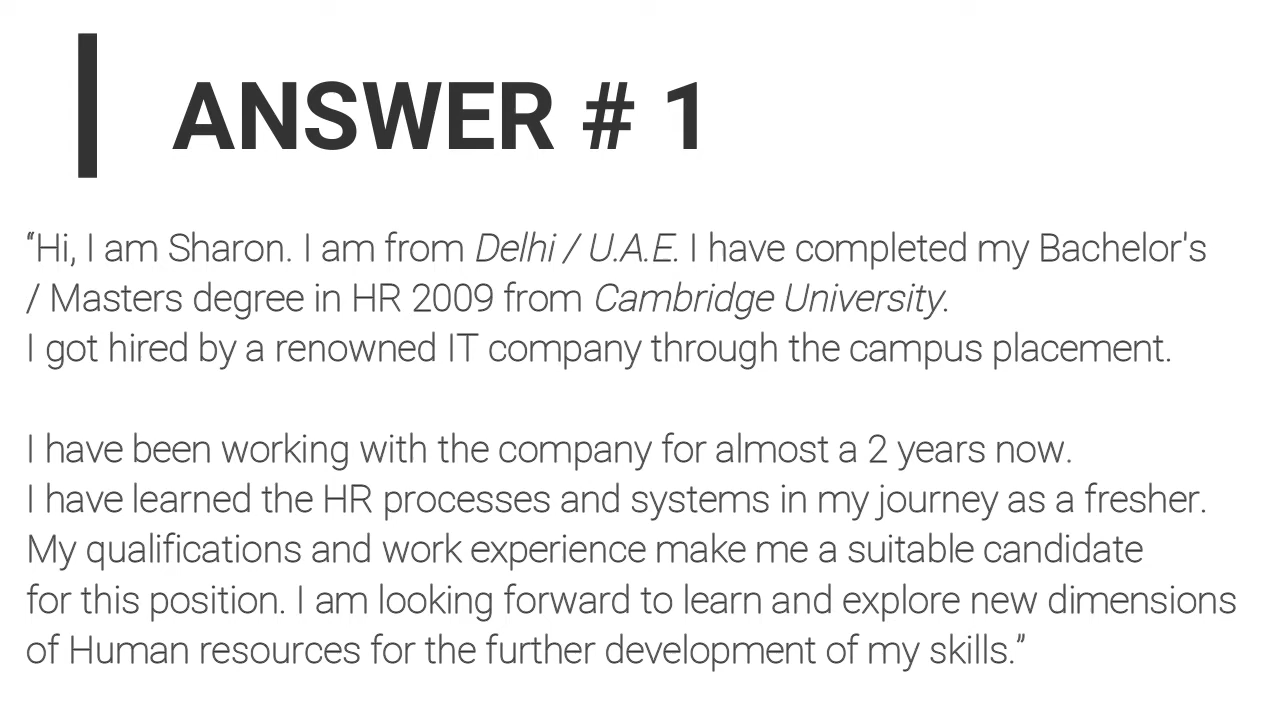 ANSWER # 1
“Hi, I am Sharon. I am from Delhi / U.A.E. I have completed my Bachelor's
/ Masters degree in HR 2009 from Cambridge University.
I got hired by a renowned IT company through the campus placement.
I have been working with the company for almost a 2 years now.
I have learned the HR processes and systems in my journey as a fresher.
My qualifications and work experience make me a suitable candidate
for this position. I am looking forward to learn and explore new dimensions
of Human resources for the further development of my skills.”